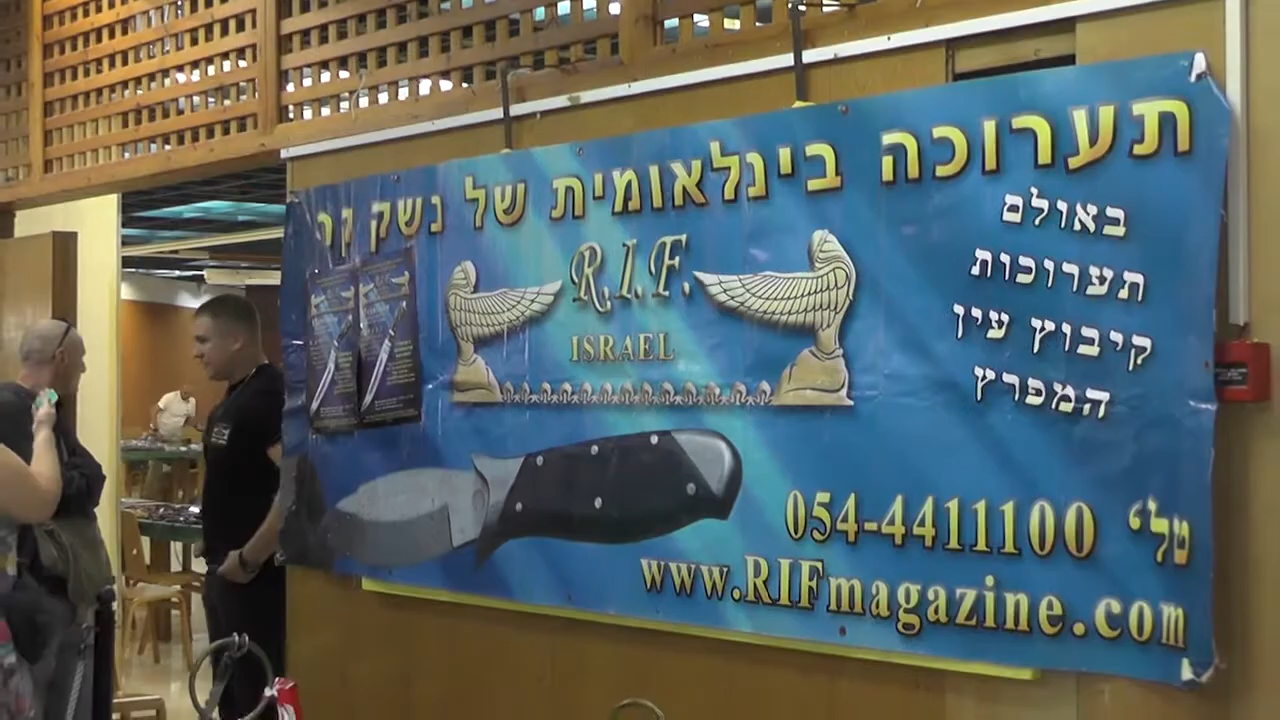 תערוכה בינלאומית של נשק קר
R.I.F.
ISRAEL
באולם
תערוכות
קיבוץ עין
המפרץ
טל' 054-4411100
www.RIFmagazine.com